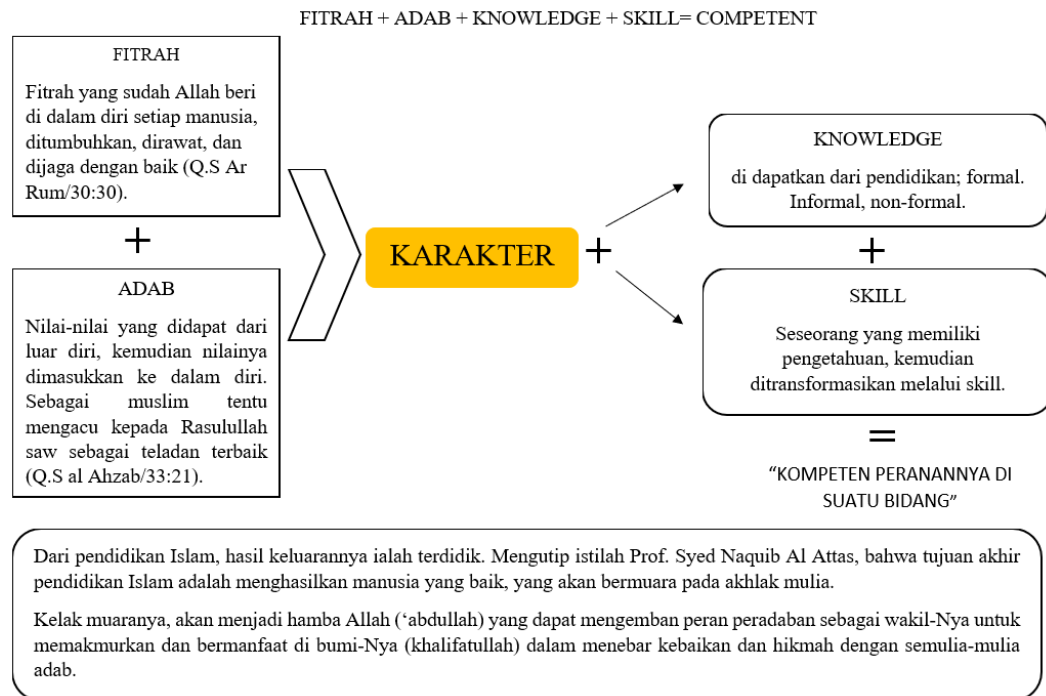 FITRAH + ADAB + KNOWLEDGE + SKILL= COMPETENT
FITRAH
Fitrah yang sudah Allah beri
di dalam diri setiap manusia,
ditumbuhkan, dirawat, dan
dijaga dengan baik (Q.S Ar
Rum/30:30).
+
ADAB
Nilai-nilai yang didapat dari
luar diri, kemudian nilainya
dimasukkan ke dalam diri.
Sebagai muslim tentu
mengacu kepada Rasulullah
saw sebagai teladan terbaik
(Q.S al Ahzab/33:21).
KARAKTER
+
KNOWLEDGE
di dapatkan dari pendidikan; formal.
Informal, non-formal.
+
SKILL
Seseorang yang memiliki
pengetahuan, kemudian
ditransformasikan melalui skill.
=
“KOMPETEN PERANANNYA DI
SUATU BIDANG”
Dari pendidikan Islam, hasil keluarannya ialah terdidik. Mengutip istilah Prof. Syed Naquib Al Attas, bahwa tujuan akhir
pendidikan Islam adalah menghasilkan manusia yang baik, yang akan bermuara pada akhlak mulia.
Kelak muaranya, akan menjadi hamba Allah (‘abdullah) yang dapat mengemban peran peradaban sebagai wakil-Nya untuk
memakmurkan dan bermanfaat di bumi-Nya (khalifatullah) dalam menebar kebaikan dan hikmah dengan semulia-mulia
adab.